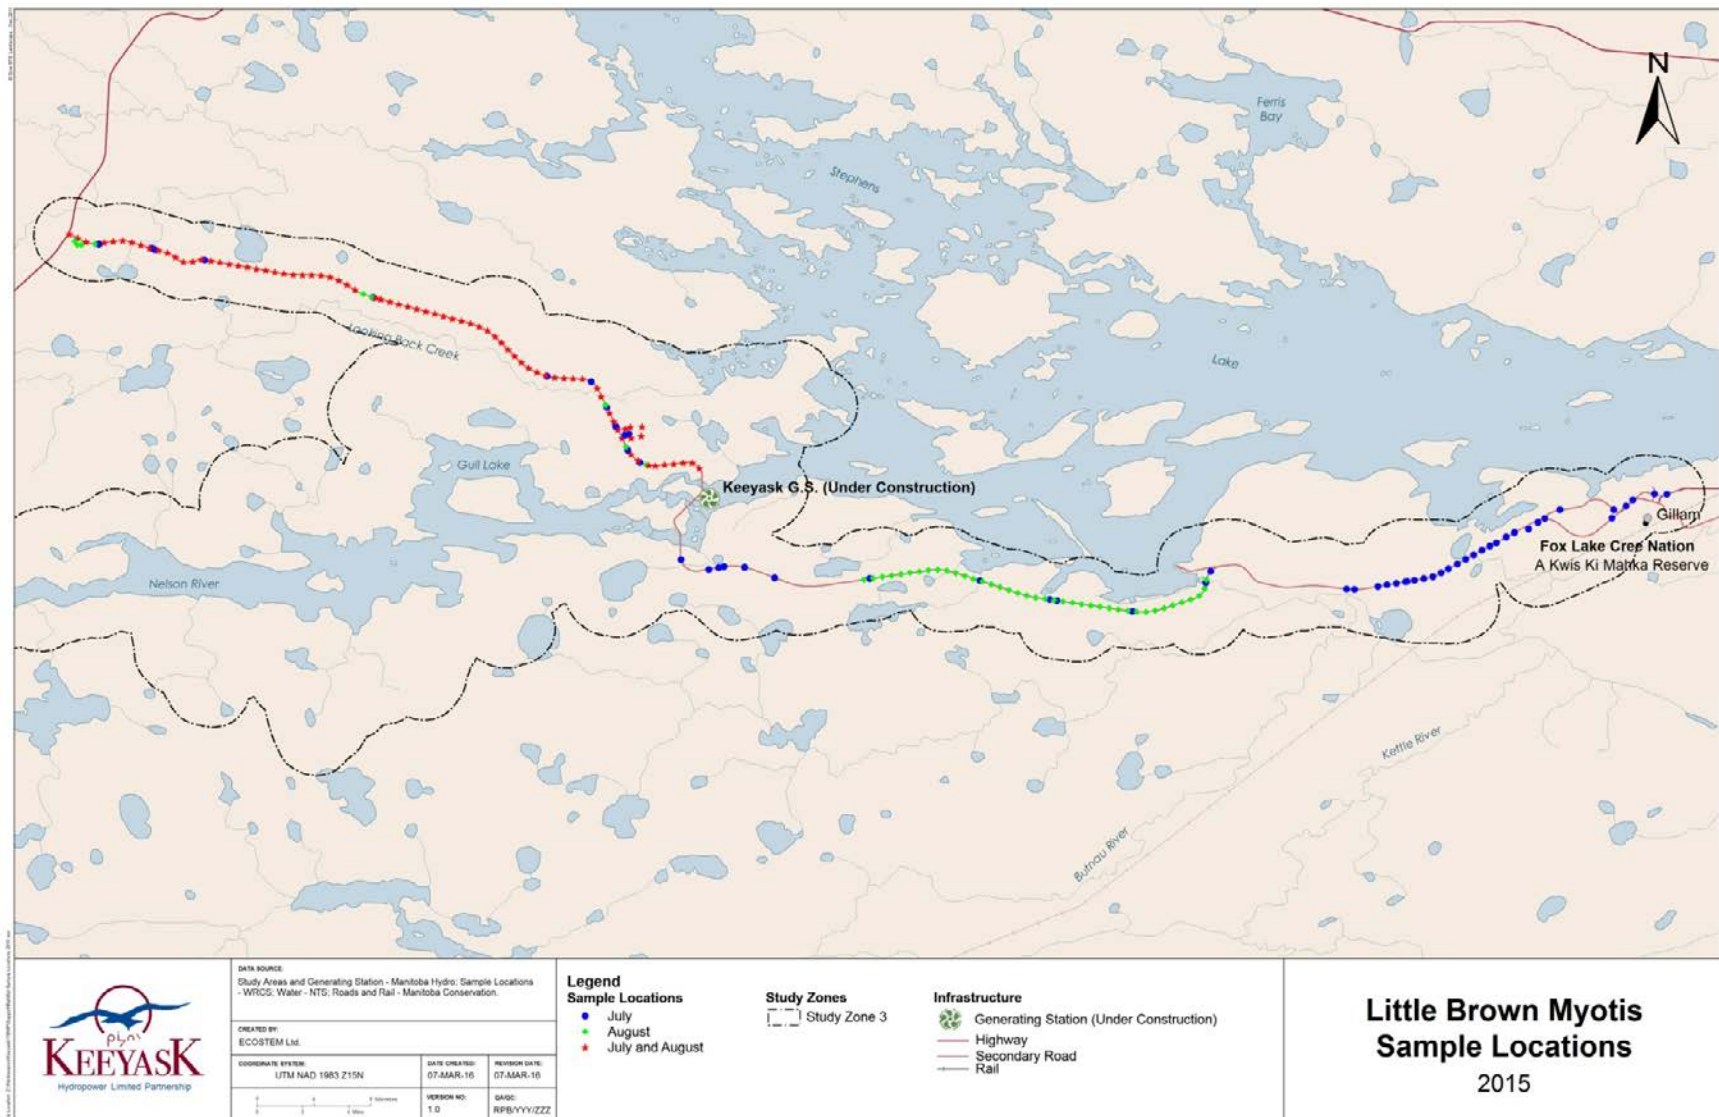 N
Ferris
Bay
Stephens
Lake
Looking Back Creek
Gull Lake
Keeyask G.S. (Under Construction)
Gillam
Fox Lake Cree Nation
A Kwis Ki Mahka Reserve
Nelson River
Kettle River
Butnau River
KEEYASK
Hydropower Limited Partnership
DATA SOURCE:
Study Areas and Generating Station - Manitoba Hydro; Sample Locations
- WRCS; Water - NTS; Roads and Rail - Manitoba Conservation.
CREATED BY:
ECOSTEM Ltd.
COORDINATE SYSTEM:
UTM NAD 1983 Z15N
DATE CREATED:
07-MAR-16
REVISION DATE:
07-MAR-16
VERSION NO:
1.0
QA/QC:
RPB/YYY/ZZZ
Legend
Sample Locations
July
August
July and August
Study Zones
Study Zone 3
Infrastructure
Generating Station (Under Construction)
Highway
Secondary Road
Rail
Little Brown Myotis
Sample Locations
2015